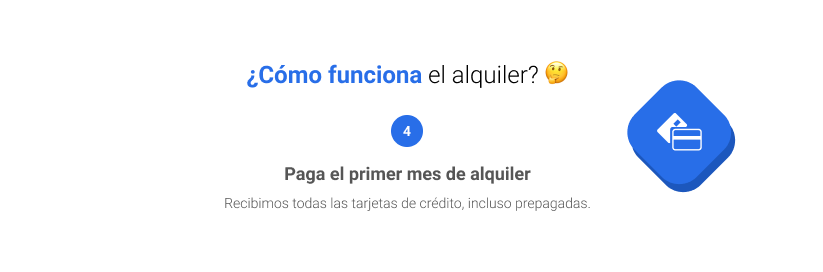 ¿Cómo funciona el alquiler? 🤔
4
Paga el primer mes de alquiler
Recibimos todas las tarjetas de crédito, incluso prepagadas.